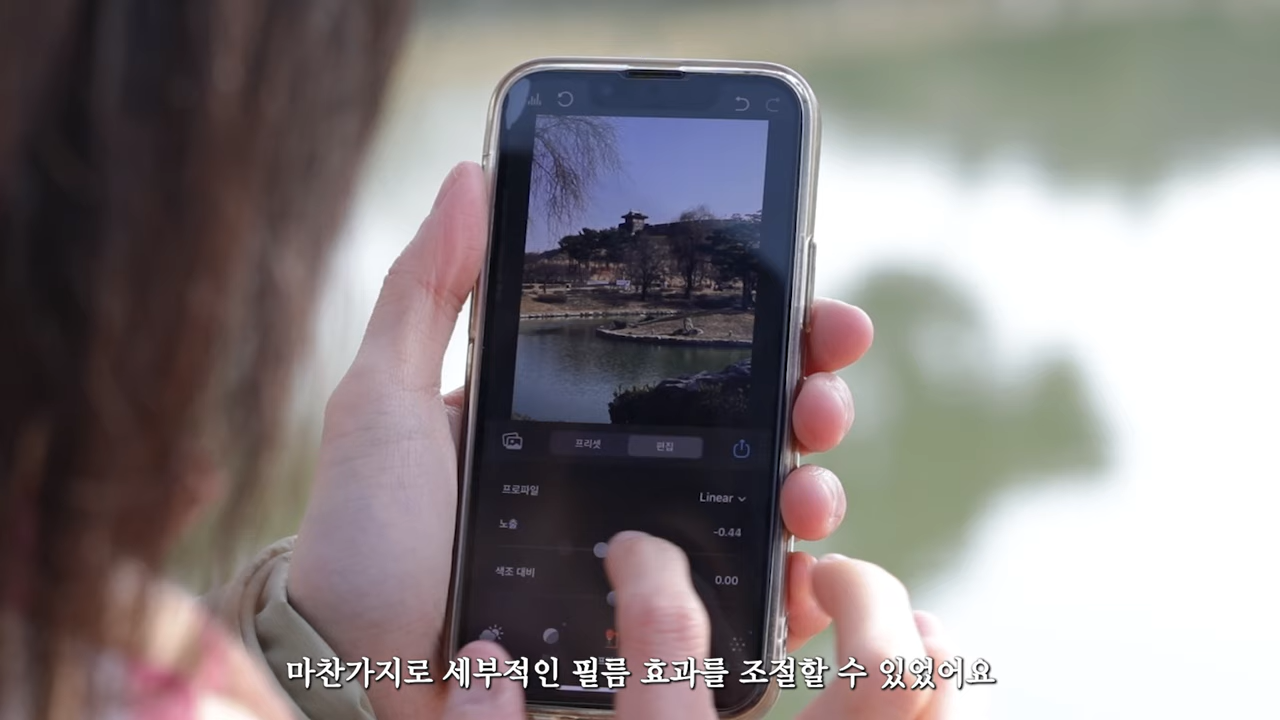 프리셋
편집
프로파일
Linear
노출
-0.44
색조 대비
0.00
마찬가지로 세부적인 필름 효과를 조절할 수 있었어요